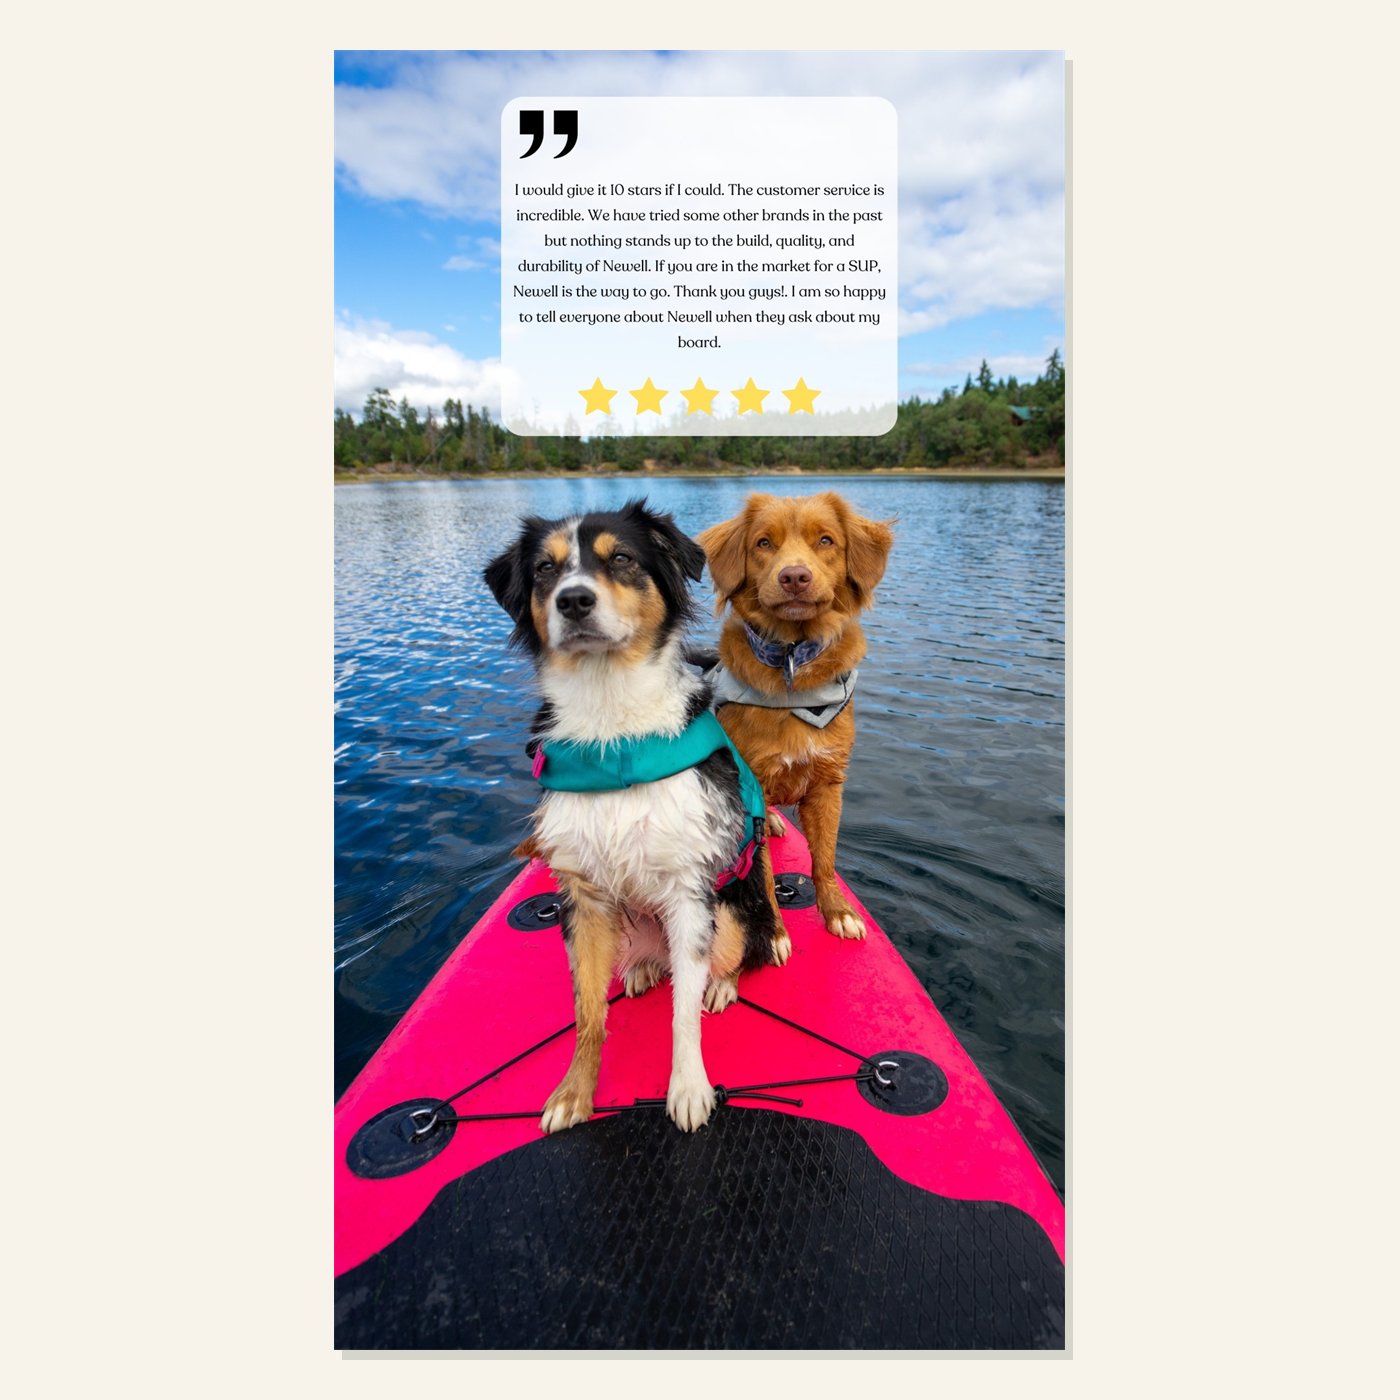 ”
I would give it 10 stars if I could. The customer service is
incredible. We have tried some other brands in the past
but nothing stands up to the build, quality, and
durability of Newell. If you are in the market for a SUP,
Newell is the way to go. Thank you guys!. I am so happy
to tell everyone about Newell when they ask about my
board.